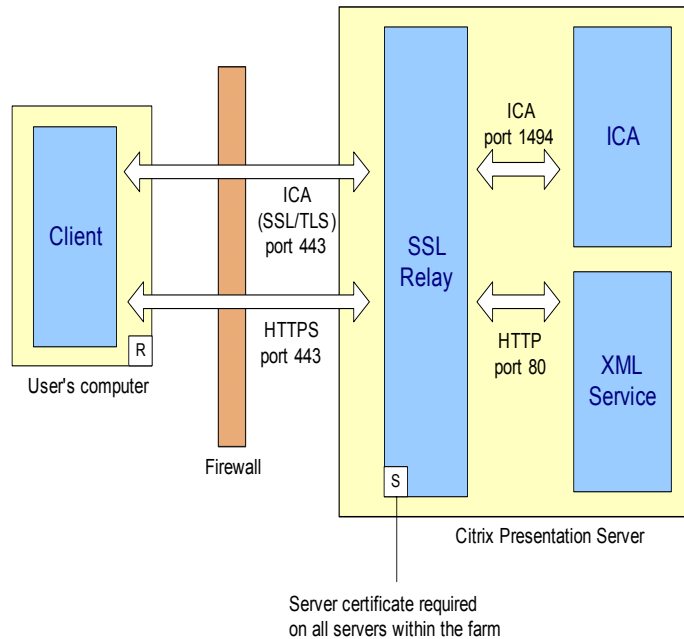 Client
R
User's computer
Firewall
ICA
(SSL/TLS)
port 443
HTTPS
port 443
SSL
Relay
S
ICA
port 1494
HTTP
port 80
ICA
XML
Service
Citrix Presentation Server
Server certificate required
on all servers within the farm